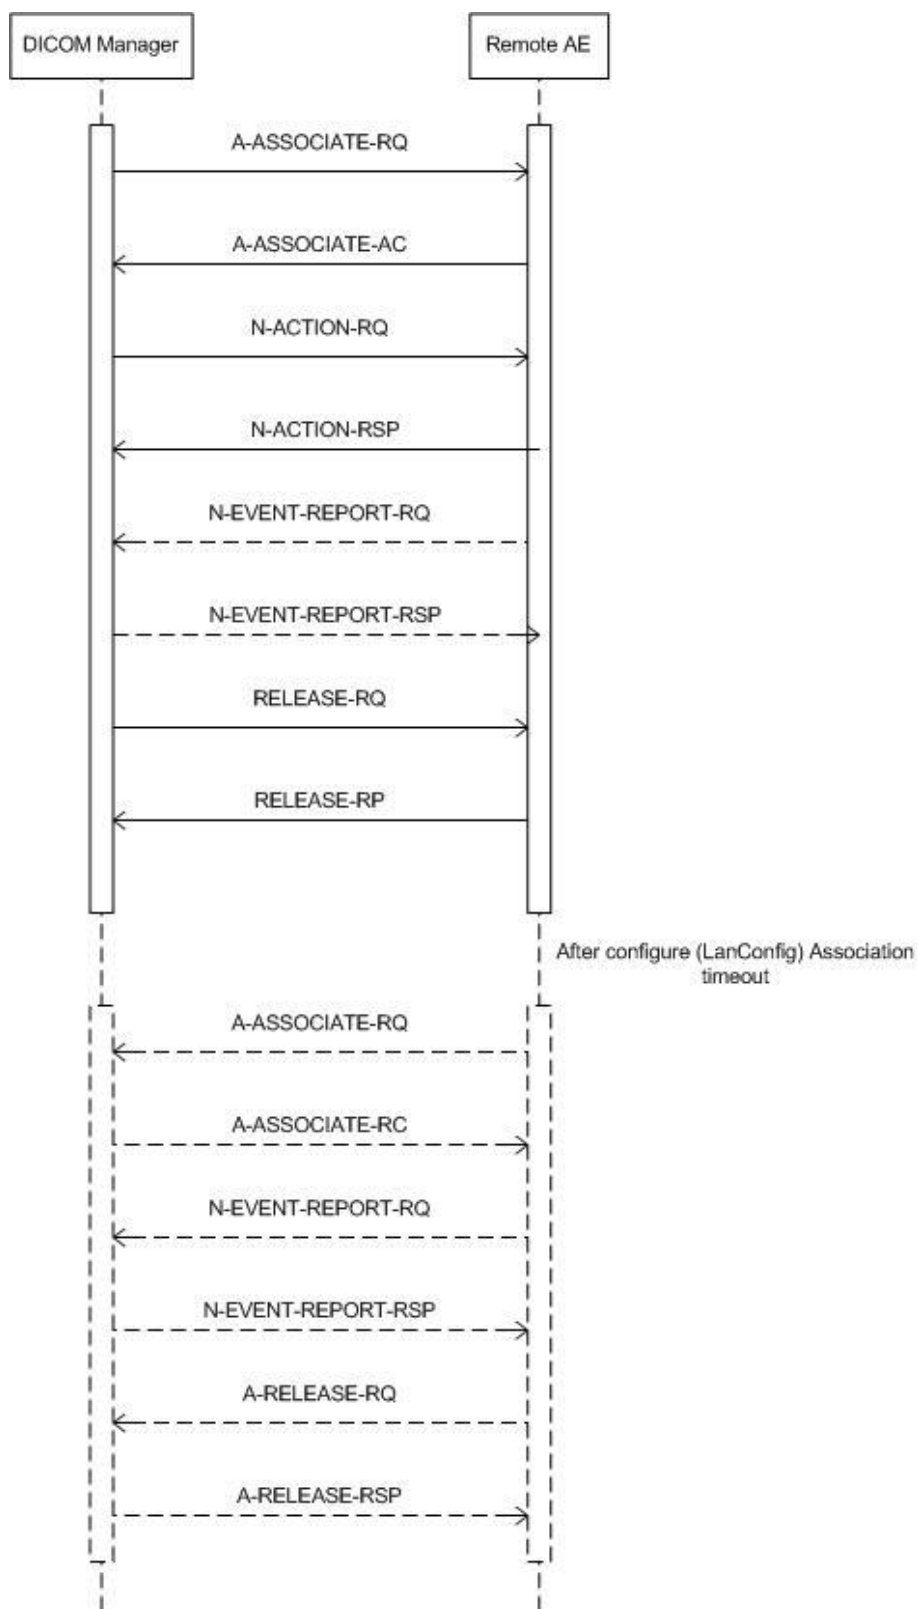 DICOM Manager
Remote AE
A-ASSOCIATE-RQ
A-ASSOCIATE-AC
N-ACTION-RQ
N-ACTION-RSP
N-EVENT-REPORT-RQ
N-EVENT-REPORT-RSP
RELEASE-RQ
RELEASE-RP
After configure (LanConfig) Association
timeout
A-ASSOCIATE-RQ
A-ASSOCIATE-RC
N-EVENT-REPORT-RQ
N-EVENT-REPORT-RSP
A-RELEASE-RQ
A-RELEASE-RSP